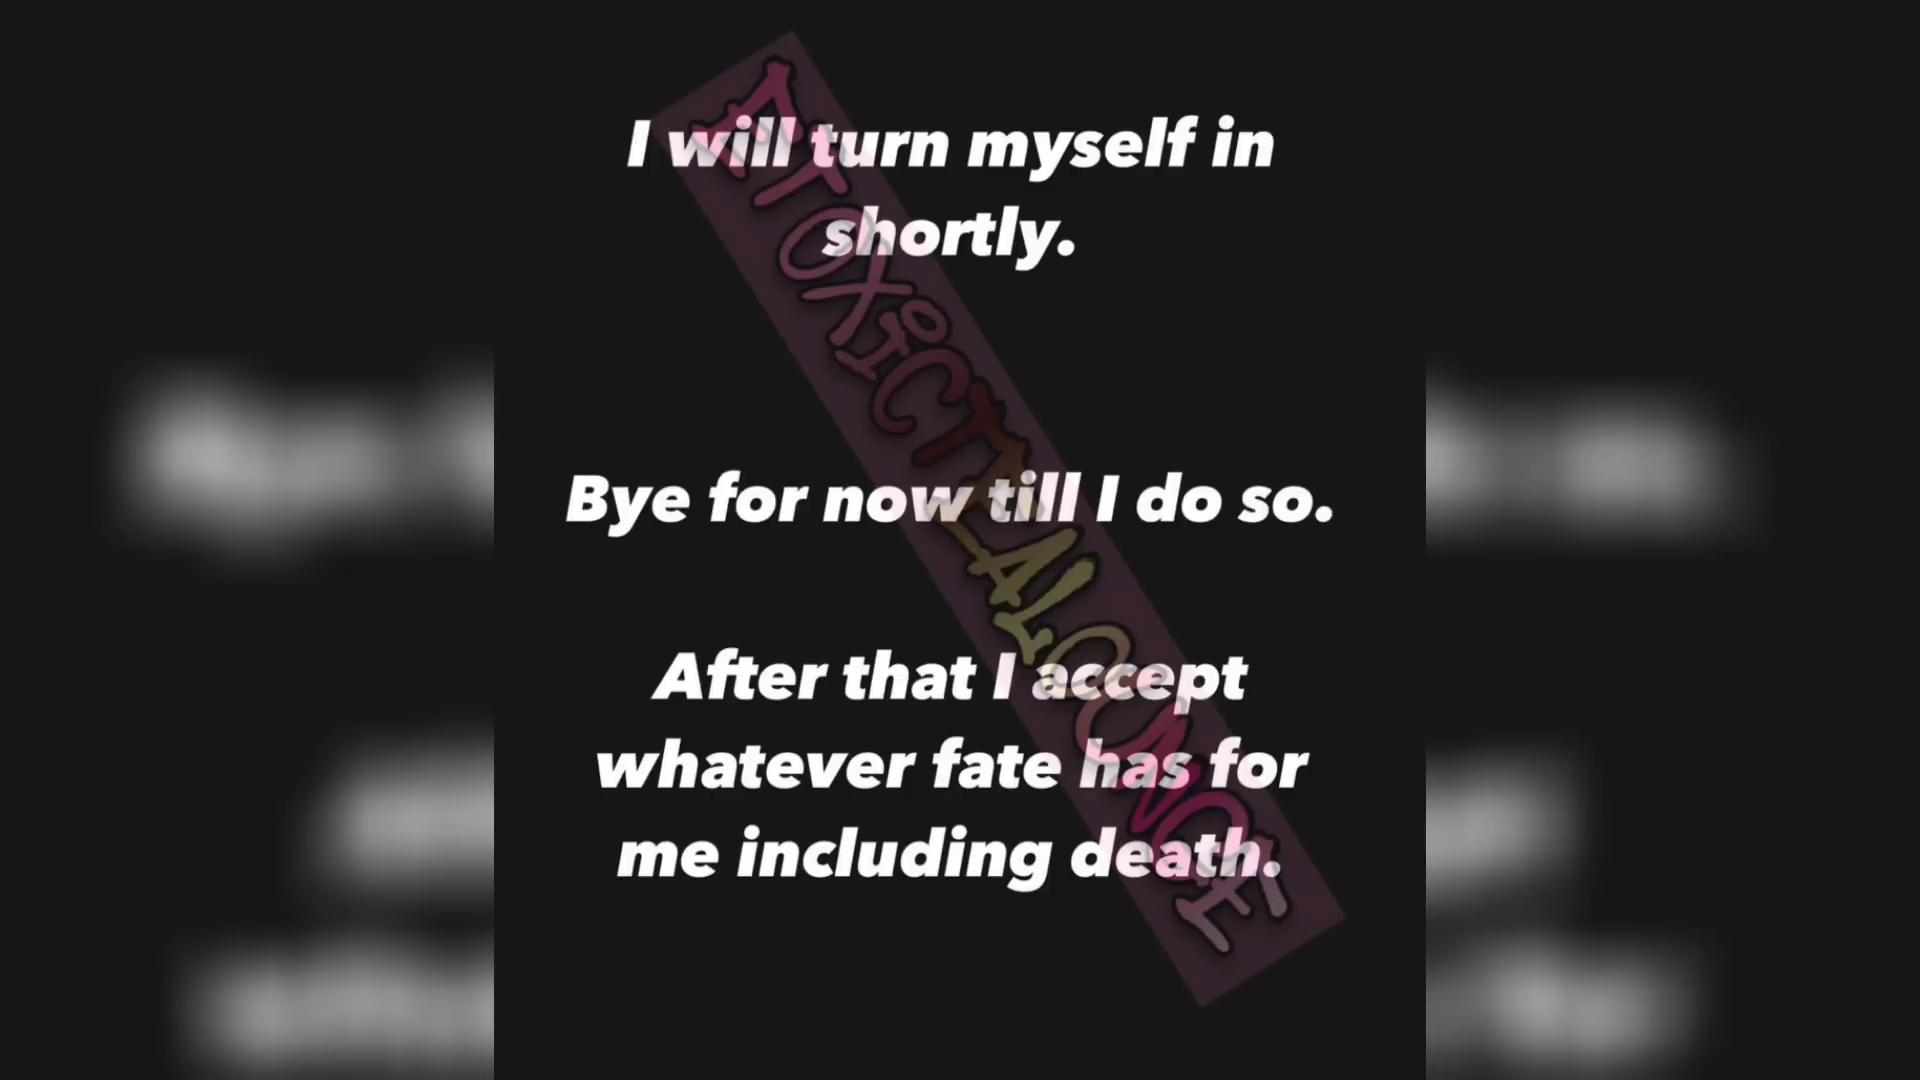 I will turn myself in
shortly.
Bye for now till I do so.
After that I accept
whatever fate has for
me including death.